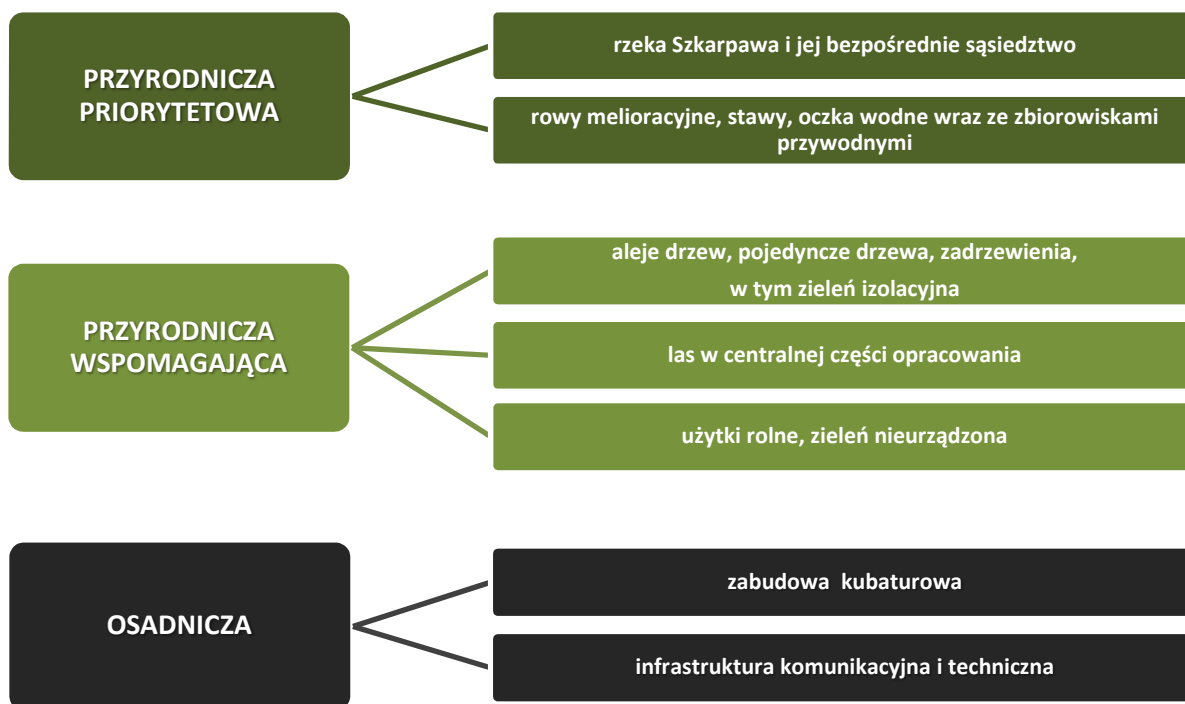 PRZYRODNICZA
PRIORYTETOWA
rzeka Szkarpawa i jej bezpośrednie sąsiedztwo
rowy melioracyjne, stawy, oczka wodne wraz ze zbiorowiskami
przywodnymi
PRZYRODNICZA
WSPOMAGAJĄCA
aleje drzew, pojedyncze drzewa, zadrzewienia,
w tym zieleń izolacyjna
las w centralnej części opracowania
użytki rolne, zieleń nieurządzona
OSADNICZA
zabudowa kubaturowa
infrastruktura komunikacyjna i techniczna